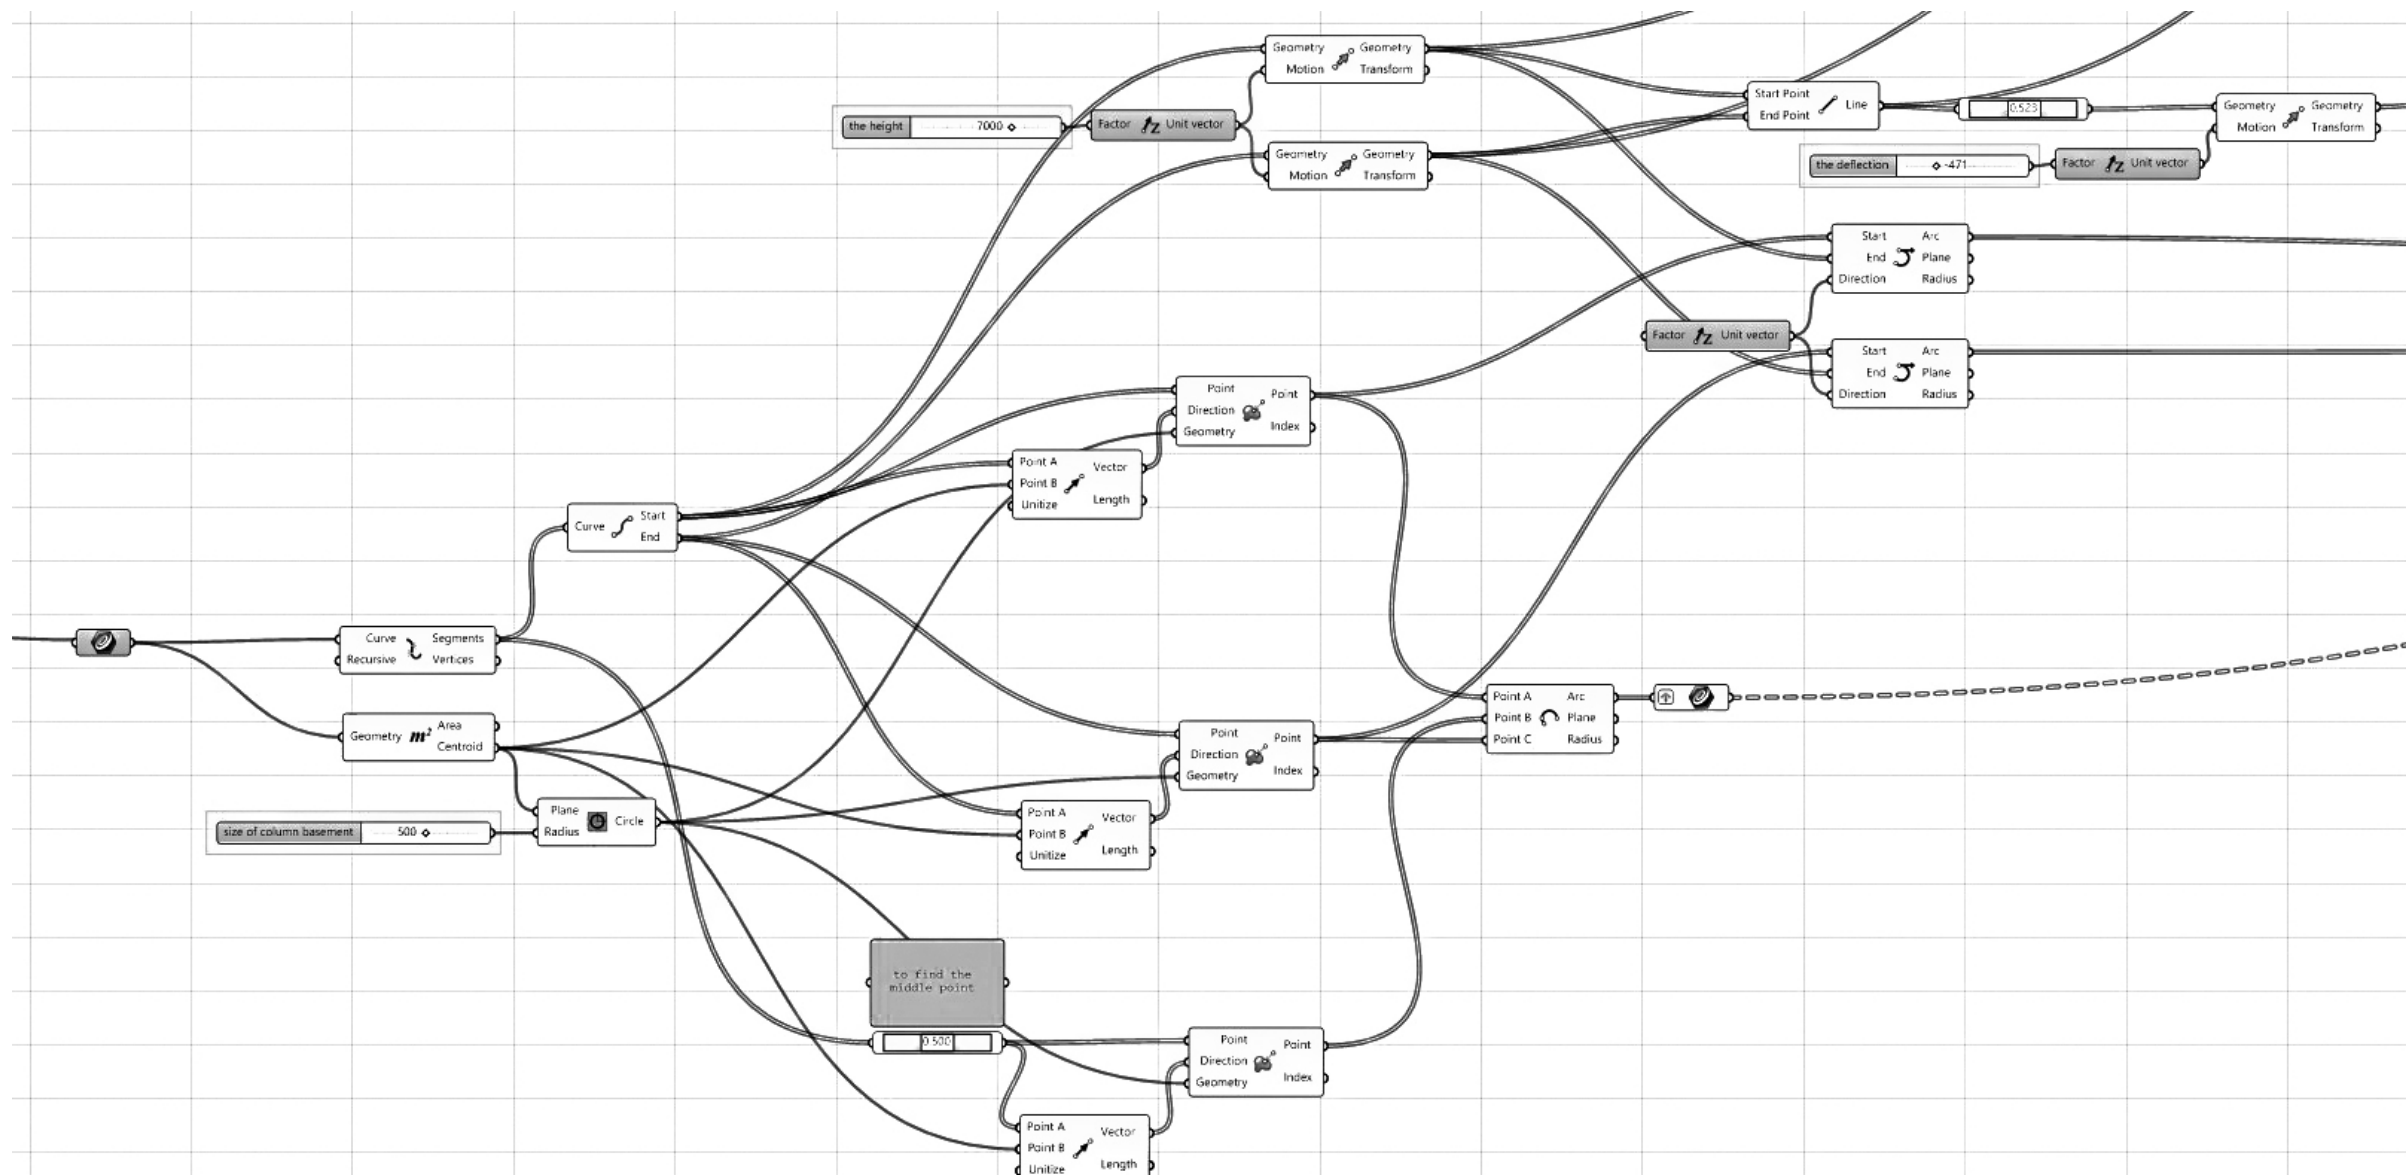 Geometry Geometry
Motion Transform
the height 7000
Factor Unit vector
Geometry Geometry
Motion Transform
Start Point Line
End Point
0.523
Geometry Geometry
Motion Transform
the deflection -471
Factor Unit vector
Start Arc
End Plane
Direction Radius
Factor Unit vector
Start Arc
End Plane
Direction Radius
Point Point
Direction
Geometry Index
Point A Vector
Point B
Unitize Length
Curve Start
End
Curve Segments
Recursive Vertices
Geometry m² Area
Centroid
size of column basement 500
Plane Circle
Radius
Point Point
Direction
Geometry Index
Point A Vector
Point B
Unitize Length
Point A Arc
Point B Plane
Point C Radius
to find the
middle point
0.500
Point Point
Direction
Geometry Index
Point A Vector
Point B
Unitize Length